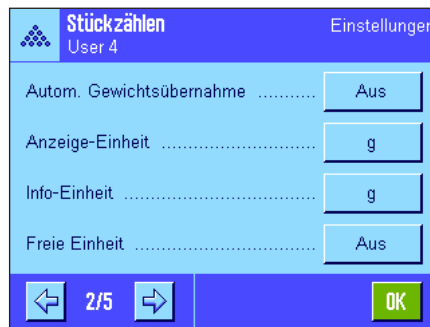 Stückzählen Einstellunger
User 4
Autom. Gewichtsübernahme ........... Aus
Anzeige-Einheit ............................. g
Info-Einheit ................................... g
Freie Einheit ................................. Aus
2/5 OK